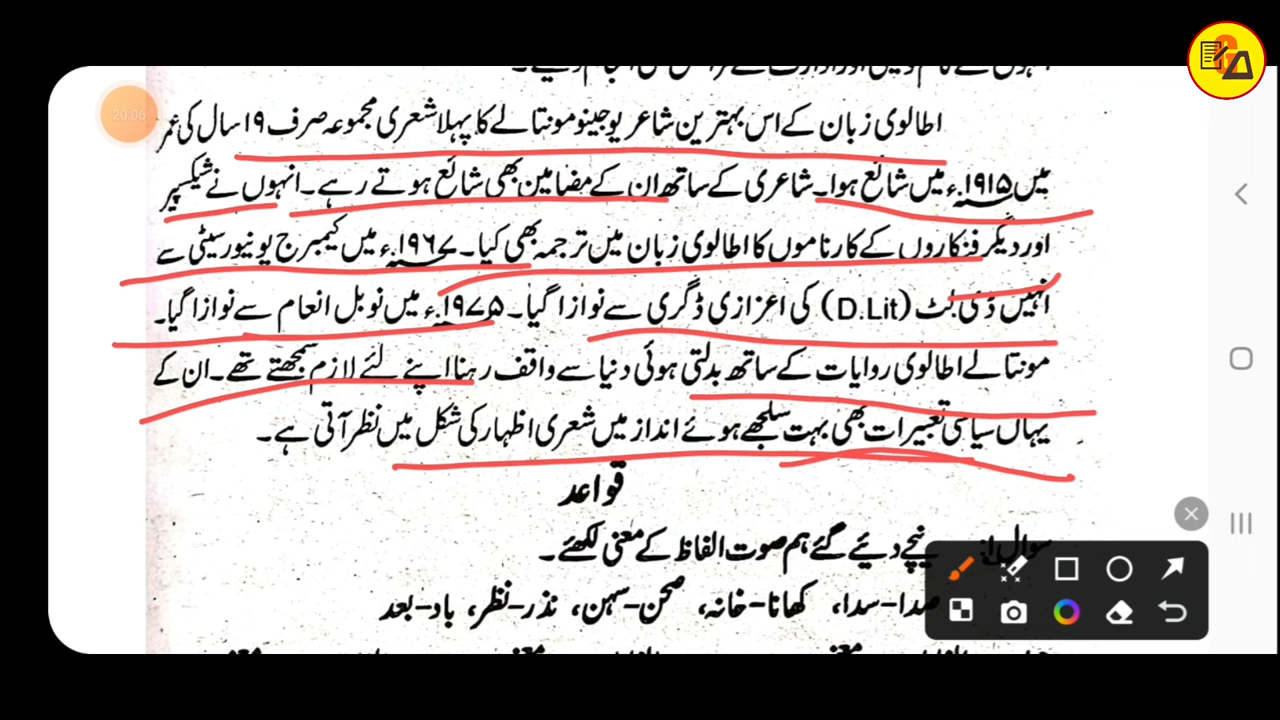 20:06
اطالوی زبان کے اس بہترین شاعر یوجینو مونتالے کا پہلا شعری مجموعہ صرف ۱۹ سال کی عمر
میں ۱۹۱۵ء میں شائع ہوا۔ شاعری کے ساتھ ان کے مضامین بھی شائع ہوتے رہے۔ انہوں نے شیکسپیر
اور دیگر فنکاروں کے کارناموں کا اطالوی زبان میں ترجمہ بھی کیا۔ ۱۹۶۷ء میں کیمبرج یونیورسیٹی سے
انہیں ڈی لٹ (D.Lit) کی اعزازی ڈگری سے نوازا گیا۔ ۱۹۷۵ء میں نوبل انعام سے نوازا گیا۔
مونتالے اطالوی روایات کے ساتھ بدلتی ہوئی دنیا سے واقف رہنا اپنے لئے لازم سمجھتے تھے۔ ان کے
یہاں سیاسی تعبیرات بھی بہت سلجھے ہوئے انداز میں شعری اظہار کی شکل میں نظر آتی ہے۔
قواعد
سوال نیچے دیئے گئے ہم صوت الفاظ کے معنی لکھئے۔
صدا-سدا، کھانا-خانہ، صحن-سہن، نذر-نظر، باد-بعد